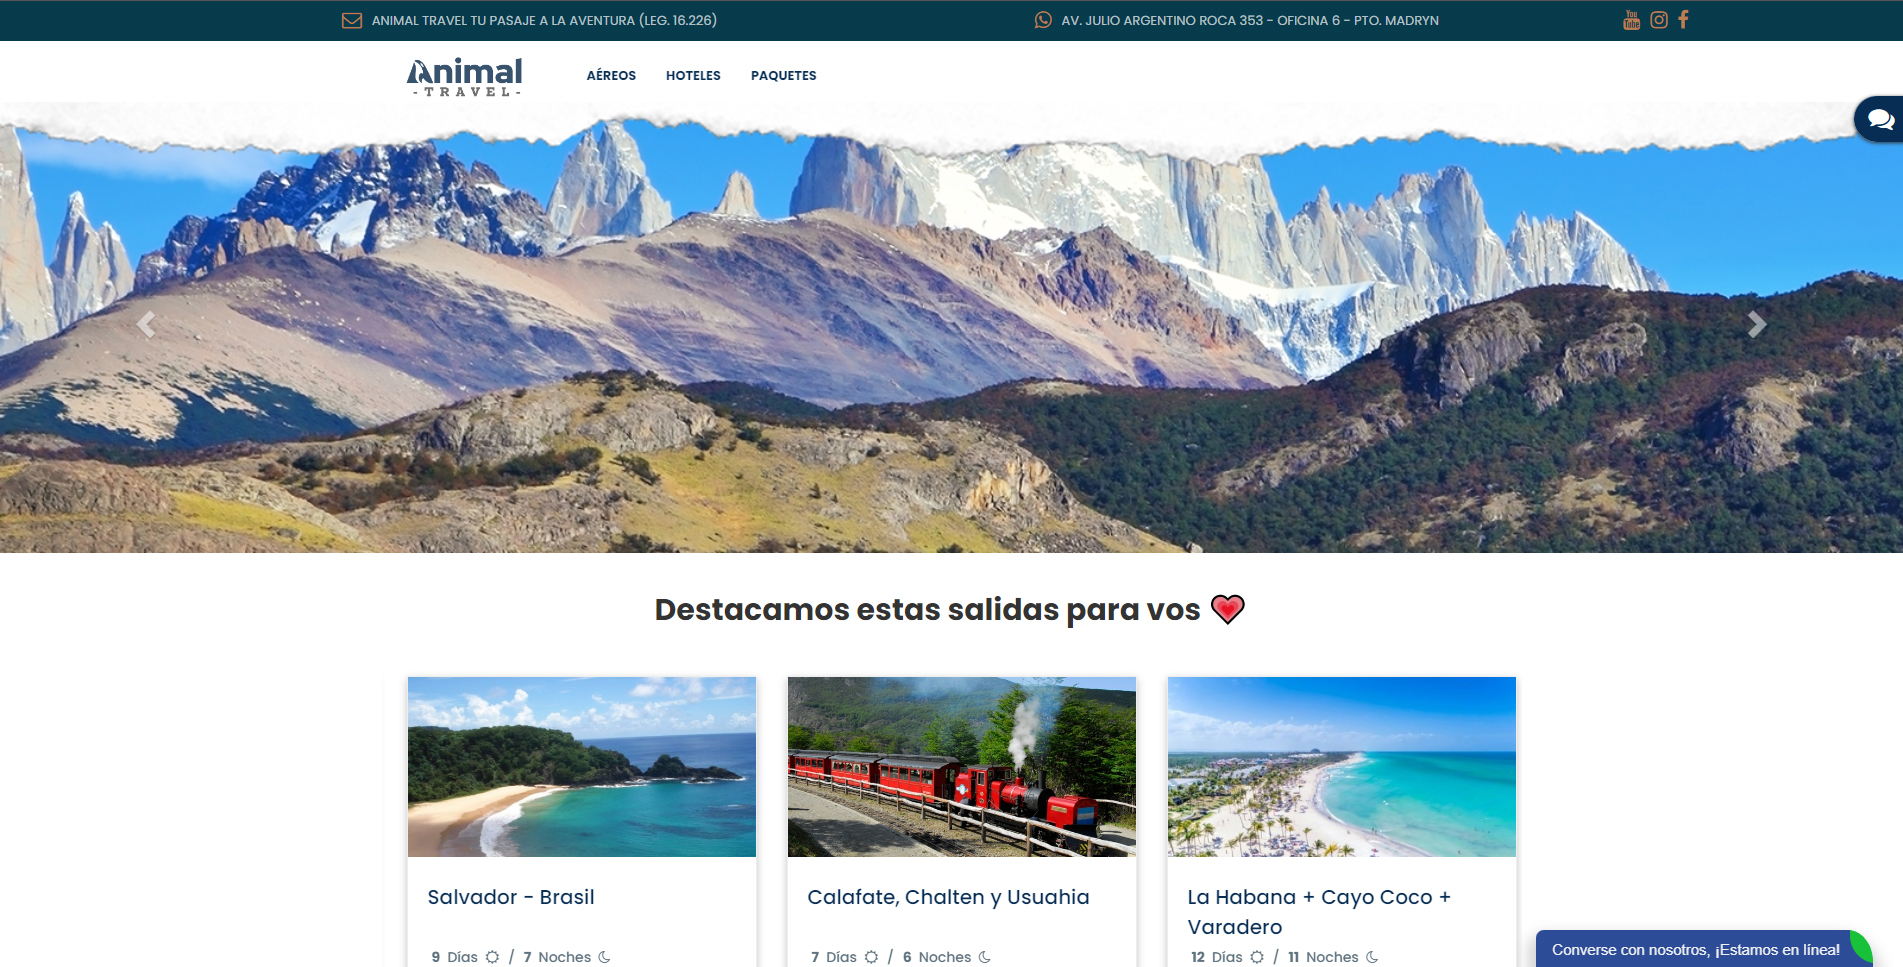 ANIMAL TRAVEL TU PASAJE A LA AVENTURA (LEG. 16.226)
AV. JULIO ARGENTINO ROCA 353 - OFICINA 6 - PTO. MADRYN
You
Tube
Animal
- TRAVEL -
AÉREOS
HOTELES
PAQUETES
Destacamos estas salidas para vos
Salvador - Brasil
9 Días / 7 Noches
Calafate, Chalten y Usuahia
7 Días / 6 Noches
La Habana + Cayo Coco +
Varadero
12 Días / 11 Noches
Converse con nosotros, ¡Estamos en línea!